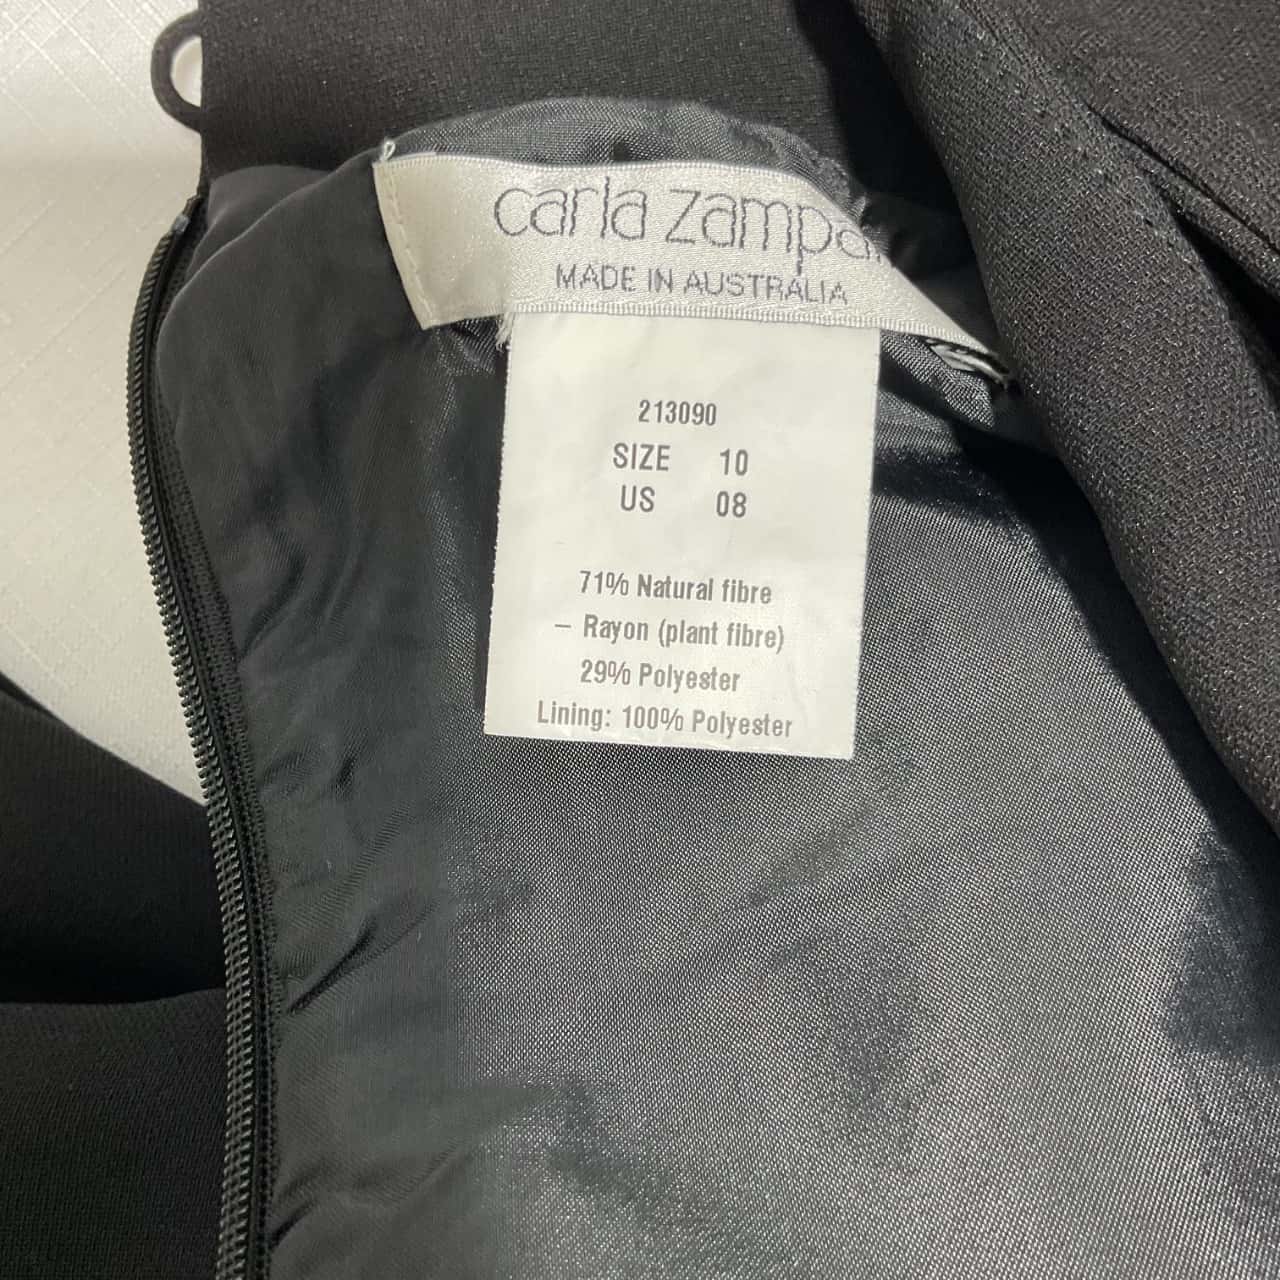 carla zampa
MADE IN AUSTRALIA
213090
SIZE 10
US 08
71% Natural fibre
– Rayon (plant fibre)
29% Polyester
Lining: 100% Polyester